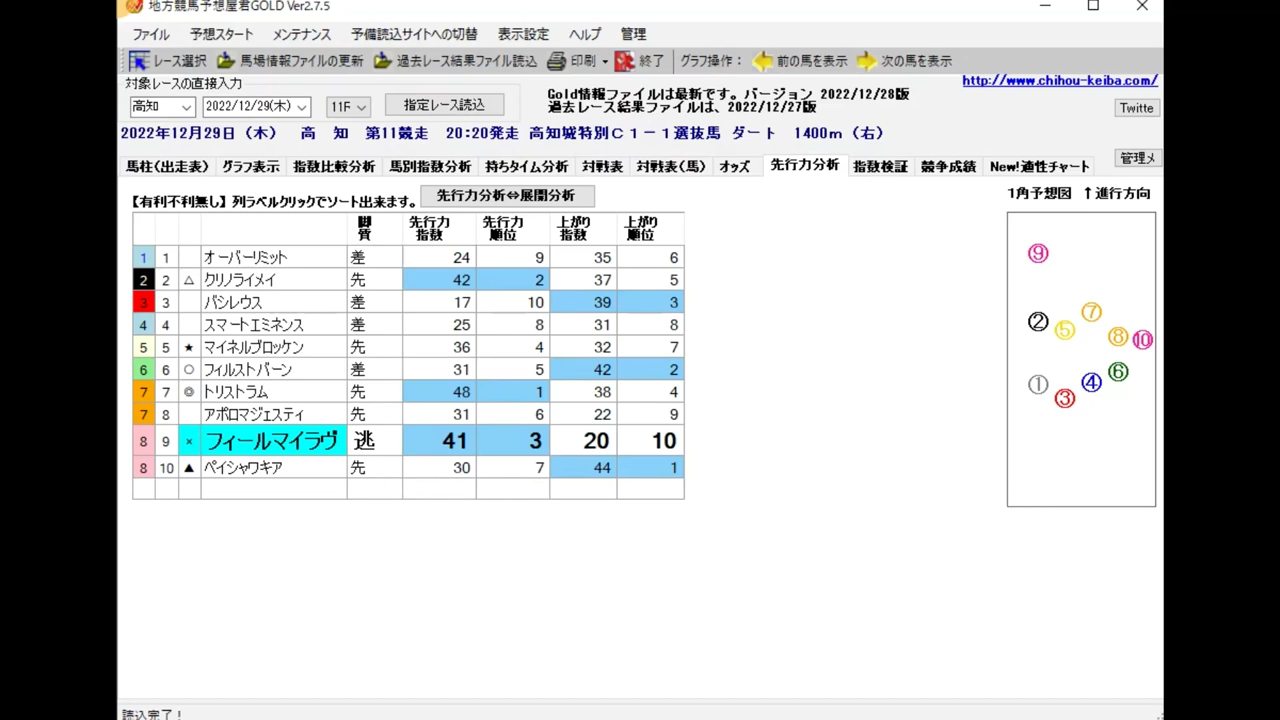 地方競馬予想屋君GOLD Ver2.7.5
ファイル 予想スタート メンテナンス 予備読込サイトへの切替 表示設定 ヘルプ 管理
レース選択 馬場情報ファイルの更新 過去レース結果ファイル読込 印刷 終了 グラフ操作： 前の馬を表示 次の馬を表示
対象レースの直接入力
http://www.chihou-keiba.com/
高知 2022/12/29(木) 11F 指定レース読込
Gold情報ファイルは最新です。バージョン 2022/12/28版
過去レース結果ファイルは、2022/12/27版
Twitte
2022年12月29日（木） 高 知 第11競走 20:20発走 高知城特別Ｃ１－１選抜馬 ダート 1400m（右）
馬柱(出走表) グラフ表示 指数比較分析 馬別指数分析 持ちタイム分析 対戦表 対戦表(馬) オッズ 先行力分析 指数検証 競争成績 New!適性チャート
管理メ
【有利不利無し】列ラベルクリックでソート出来ます。 先行力分析⇔展開分析
1角予想図 ↑進行方向
脚質 先行力指数 先行力順位 上がり指数 上がり順位
1 1 オーバーリミット 差 24 9 35 6
2 2 △ クリノライメイ 先 42 2 37 5
3 3 バシレウス 差 17 10 39 3
4 4 スマートエミネンス 差 25 8 31 8
5 5 ★ マイネルブロッケン 先 36 4 32 7
6 6 ○ フィルストバーン 差 31 5 42 2
7 7 ◎ トリストラム 先 48 1 38 4
7 8 アポロマジェスティ 先 31 6 22 9
8 9 × フィールマイラヴ 逃 41 3 20 10
8 10 ▲ ペイシャワキア 先 30 7 44 1
⑨
⑦
② ⑤
⑧ ⑩
⑥
① ④
③
読込完了！